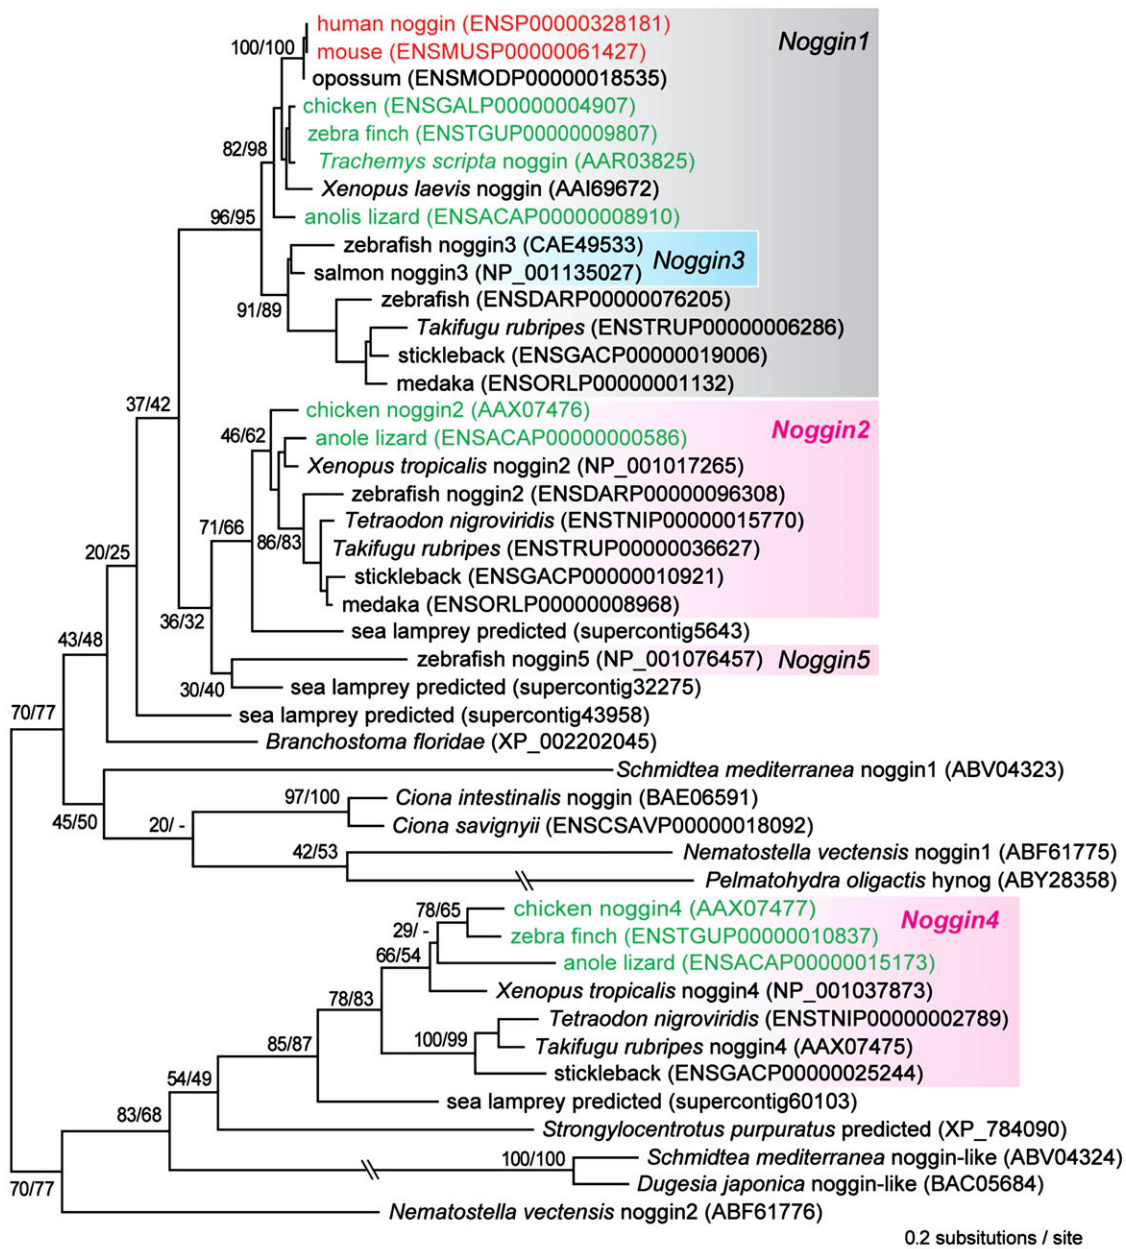 human noggin (ENSP00000328181)
100/100
mouse (ENSMUSP00000061427)
Noggin1
opossum (ENSMODP00000018535)
chicken (ENSGALP00000004907)
zebra finch (ENSTGUP00000009807)
82/98
Trachemys scripta noggin (AAR03825)
Xenopus laevis noggin (AAI69672)
96/95
anolis lizard (ENSACAP00000008910)
zebrafish noggin3 (CAE49533)
Noggin3
salmon noggin3 (NP_001135027)
zebrafish (ENSDARP00000076205)
91/89
Takifugu rubripes (ENSTRUP00000006286)
stickleback (ENSGACP00000019006)
medaka (ENSORLP00000001132)
37/42
chicken noggin2 (AAX07476)
Noggin2
46/62
anole lizard (ENSACAP00000000586)
Xenopus tropicalis noggin2 (NP_001017265)
zebrafish noggin2 (ENSDARP00000096308)
71/66
Tetraodon nigroviridis (ENSTNIP00000015770)
86/83
20/25
Takifugu rubripes (ENSTRUP00000036627)
stickleback (ENSGACP00000010921)
medaka (ENSORLP00000008968)
36/32
sea lamprey predicted (supercontig5643)
43/48
zebrafish noggin5 (NP_001076457)
Noggin5
30/40
sea lamprey predicted (supercontig32275)
70/77
sea lamprey predicted (supercontig43958)
Branchostoma floridae (XP_002202045)
Schmidtea mediterranea noggin1 (ABV04323)
97/100
Ciona intestinalis noggin (BAE06591)
45/50
20/ -
Ciona savignyii (ENSCSAVP00000018092)
42/53
Nematostella vectensis noggin1 (ABF61775)
Pelmatohydra oligactis hynog (ABY28358)
78/65
chicken noggin4 (AAX07477)
Noggin4
29/ -
zebra finch (ENSTGUP00000010837)
66/54
anole lizard (ENSACAP00000015173)
Xenopus tropicalis noggin4 (NP_001037873)
78/83
Tetraodon nigroviridis (ENSTNIP00000002789)
100/99
85/87
Takifugu rubripes noggin4 (AAX07475)
stickleback (ENSGACP00000025244)
54/49
sea lamprey predicted (supercontig60103)
83/68
Strongylocentrotus purpuratus predicted (XP_784090)
100/100
Schmidtea mediterranea noggin-like (ABV04324)
70/77
Dugesia japonica noggin-like (BAC05684)
Nematostella vectensis noggin2 (ABF61776)
0.2 subsitutions / site